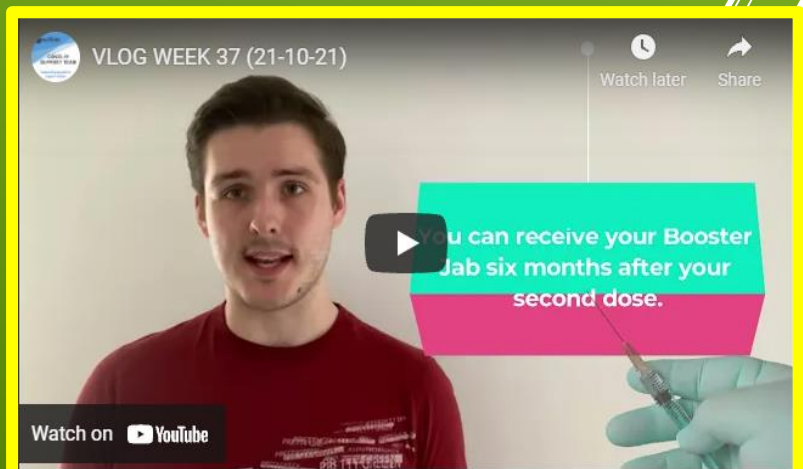 VLOG WEEK 37 (21-10-21)
Watch later
Share
You can receive your Booster
Jab six months after your
second dose.
Watch on YouTube